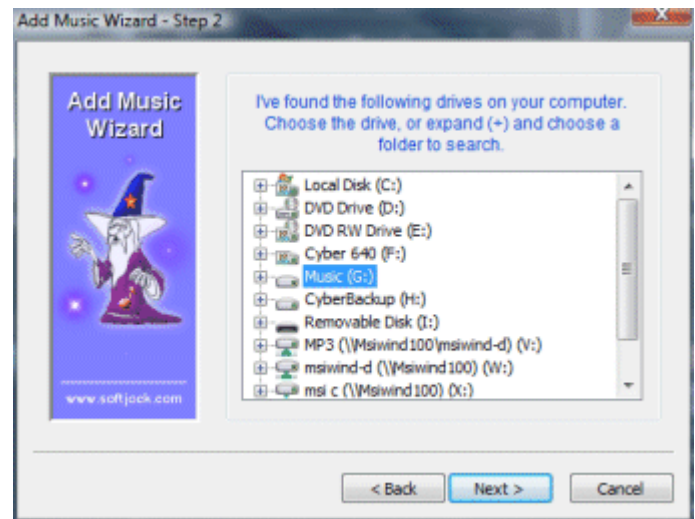 Add Music Wizard - Step 2
Add Music
Wizard
www.softjock.com
I've found the following drives on your computer.
Choose the drive, or expand (+) and choose a
folder to search.
Local Disk (C:)
DVD Drive (D:)
DVD RW Drive (E:)
Cyber 640 (F:)
Music (G:)
CyberBackup (H:)
Removable Disk (I:)
MP3 (\\Msiwind100\msiwind-d) (V:)
msiwind-d (\\Msiwind100) (W:)
msi c (\\Msiwind100) (X:)
< Back
Next >
Cancel